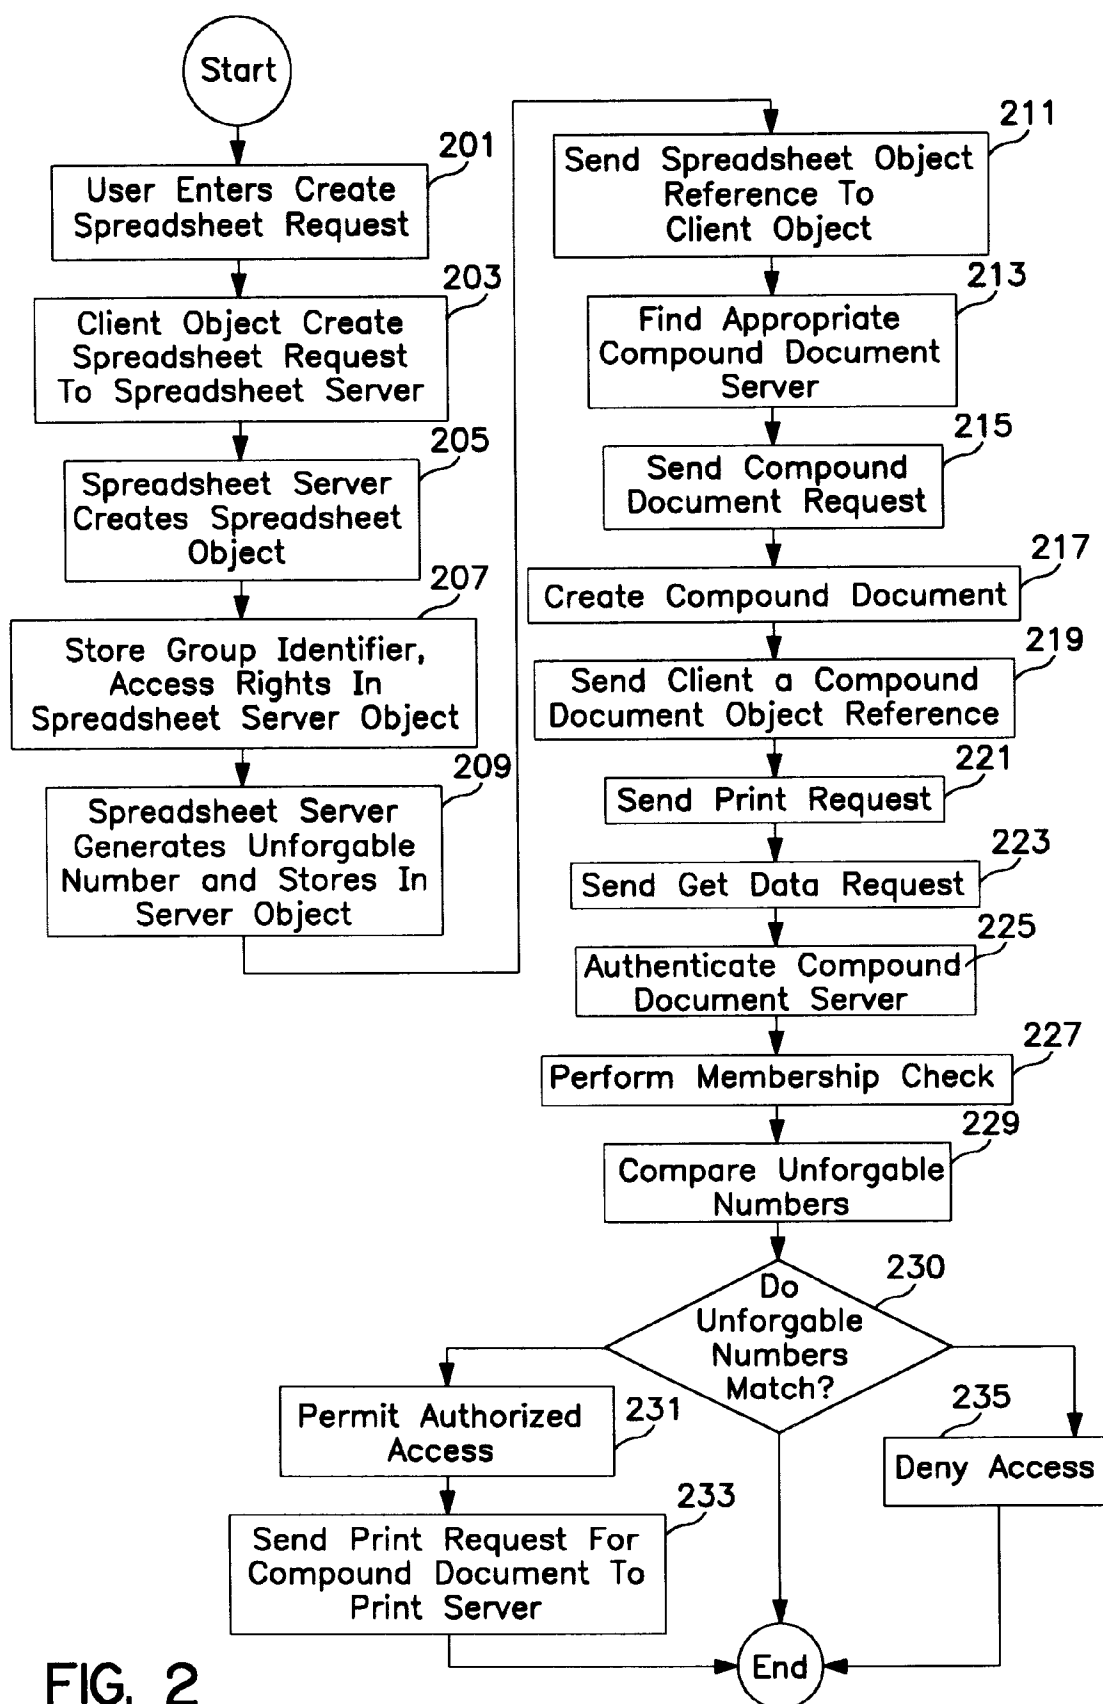 Start
201
User Enters Create
Spreadsheet Request
203
Client Object Create
Spreadsheet Request
To Spreadsheet Server
205
Spreadsheet Server
Creates Spreadsheet
Object
207
Store Group Identifier,
Access Rights In
Spreadsheet Server Object
209
Spreadsheet Server
Generates Unforgable
Number and Stores In
Server Object
211
Send Spreadsheet Object
Reference To
Client Object
213
Find Appropriate
Compound Document
Server
215
Send Compound
Document Request
217
Create Compound Document
219
Send Client a Compound
Document Object Reference
221
Send Print Request
223
Send Get Data Request
225
Authenticate Compound
Document Server
227
Perform Membership Check
229
Compare Unforgable
Numbers
230
Do
Unforgable
Numbers
Match?
231
Permit Authorized
Access
233
Send Print Request For
Compound Document To
Print Server
235
Deny Access
End
FIG. 2